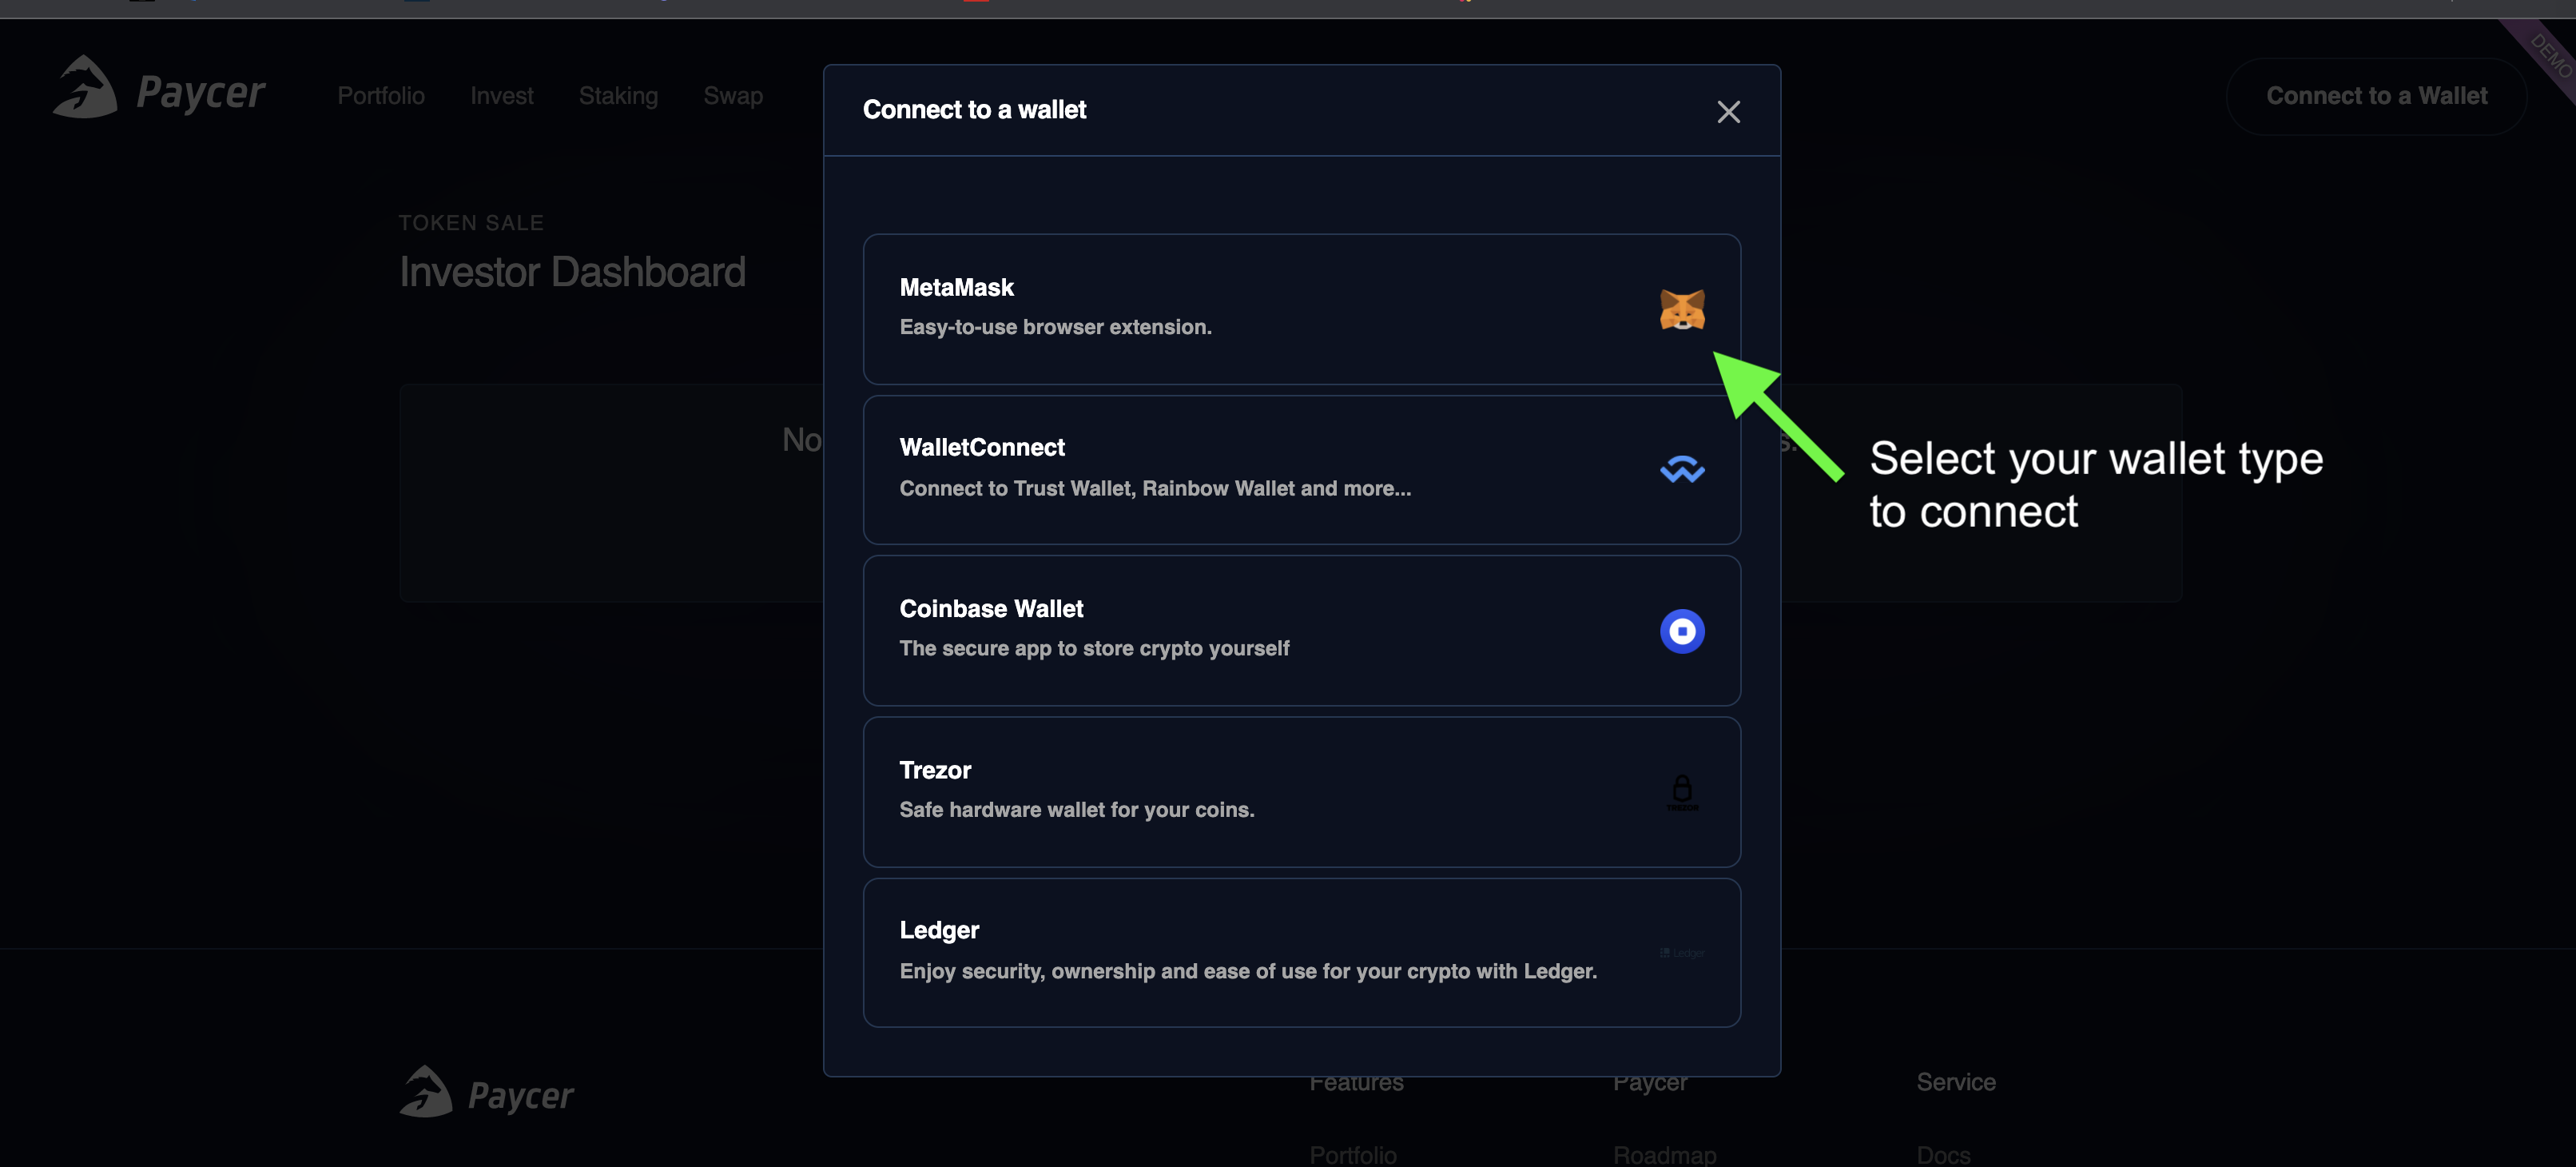 DEMO
Paycer
Portfolio Invest Staking Swap
Connect to a Wallet
Connect to a wallet
TOKEN SALE
Investor Dashboard
MetaMask
Easy-to-use browser extension.
No
s.
WalletConnect
Connect to Trust Wallet, Rainbow Wallet and more...
Select your wallet type
to connect
Coinbase Wallet
The secure app to store crypto yourself
Trezor
Safe hardware wallet for your coins.
TREZOR
Ledger
Enjoy security, ownership and ease of use for your crypto with Ledger.
Ledger
Paycer
Features Paycer Service
Portfolio Roadmap Docs